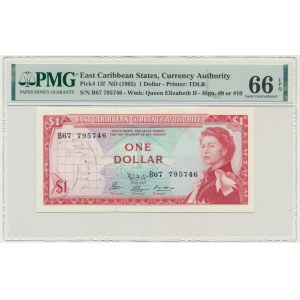 PMG
PAPER MONEY GUARANTY
East Caribbean States, Currency Authority
Pick# 13f ND (1965) 1 Dollar - Printer: TDLR
S/N B67 795746 - Wmk: Queen Elizabeth II - Sign. #9 or #10
66 EPQ
Gem Uncirculated
EAST CARIBBEAN CURRENCY AUTHORITY
$1
B67 795746
ONE
DOLLAR
$1
B67 795746
$1